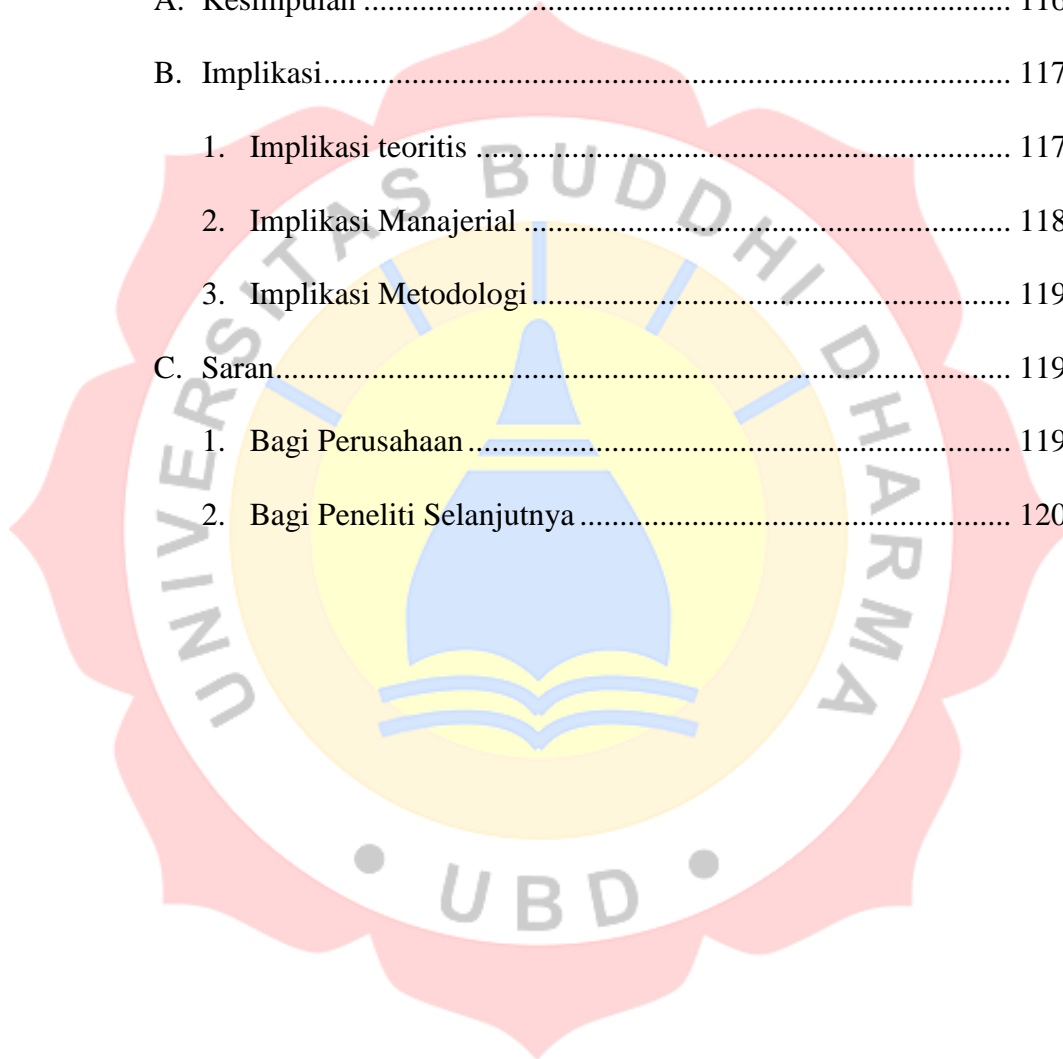 A. Kesimpulan ........................................................................... 116
B. Implikasi.................................................................................... 117
1. Implikasi teoritis ................................................................. 117
2. Implikasi Manajerial ........................................................... 118
3. Implikasi Metodologi .......................................................... 119
C. Saran.......................................................................................... 119
1. Bagi Perusahaan .................................................................. 119
2. Bagi Peneliti Selanjutnya .................................................... 120
UNIVERSITAS BUDDHI DHARMA
• UBD •